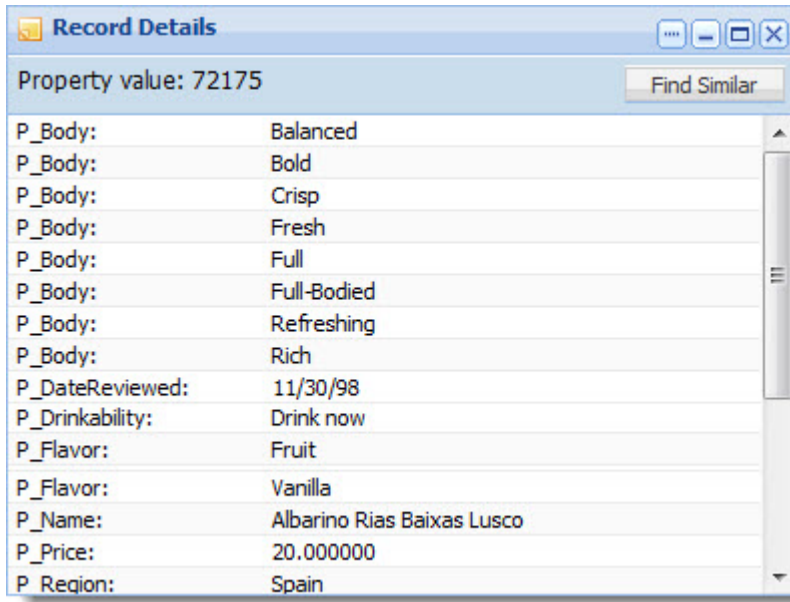 Record Details
Property value: 72175 Find Similar
P_Body: Balanced
P_Body: Bold
P_Body: Crisp
P_Body: Fresh
P_Body: Full
P_Body: Full-Bodied
P_Body: Refreshing
P_Body: Rich
P_DateReviewed: 11/30/98
P_Drinkability: Drink now
P_Flavor: Fruit
P_Flavor: Vanilla
P_Name: Albarino Rias Baixas Lusco
P_Price: 20.000000
P_Region: Spain